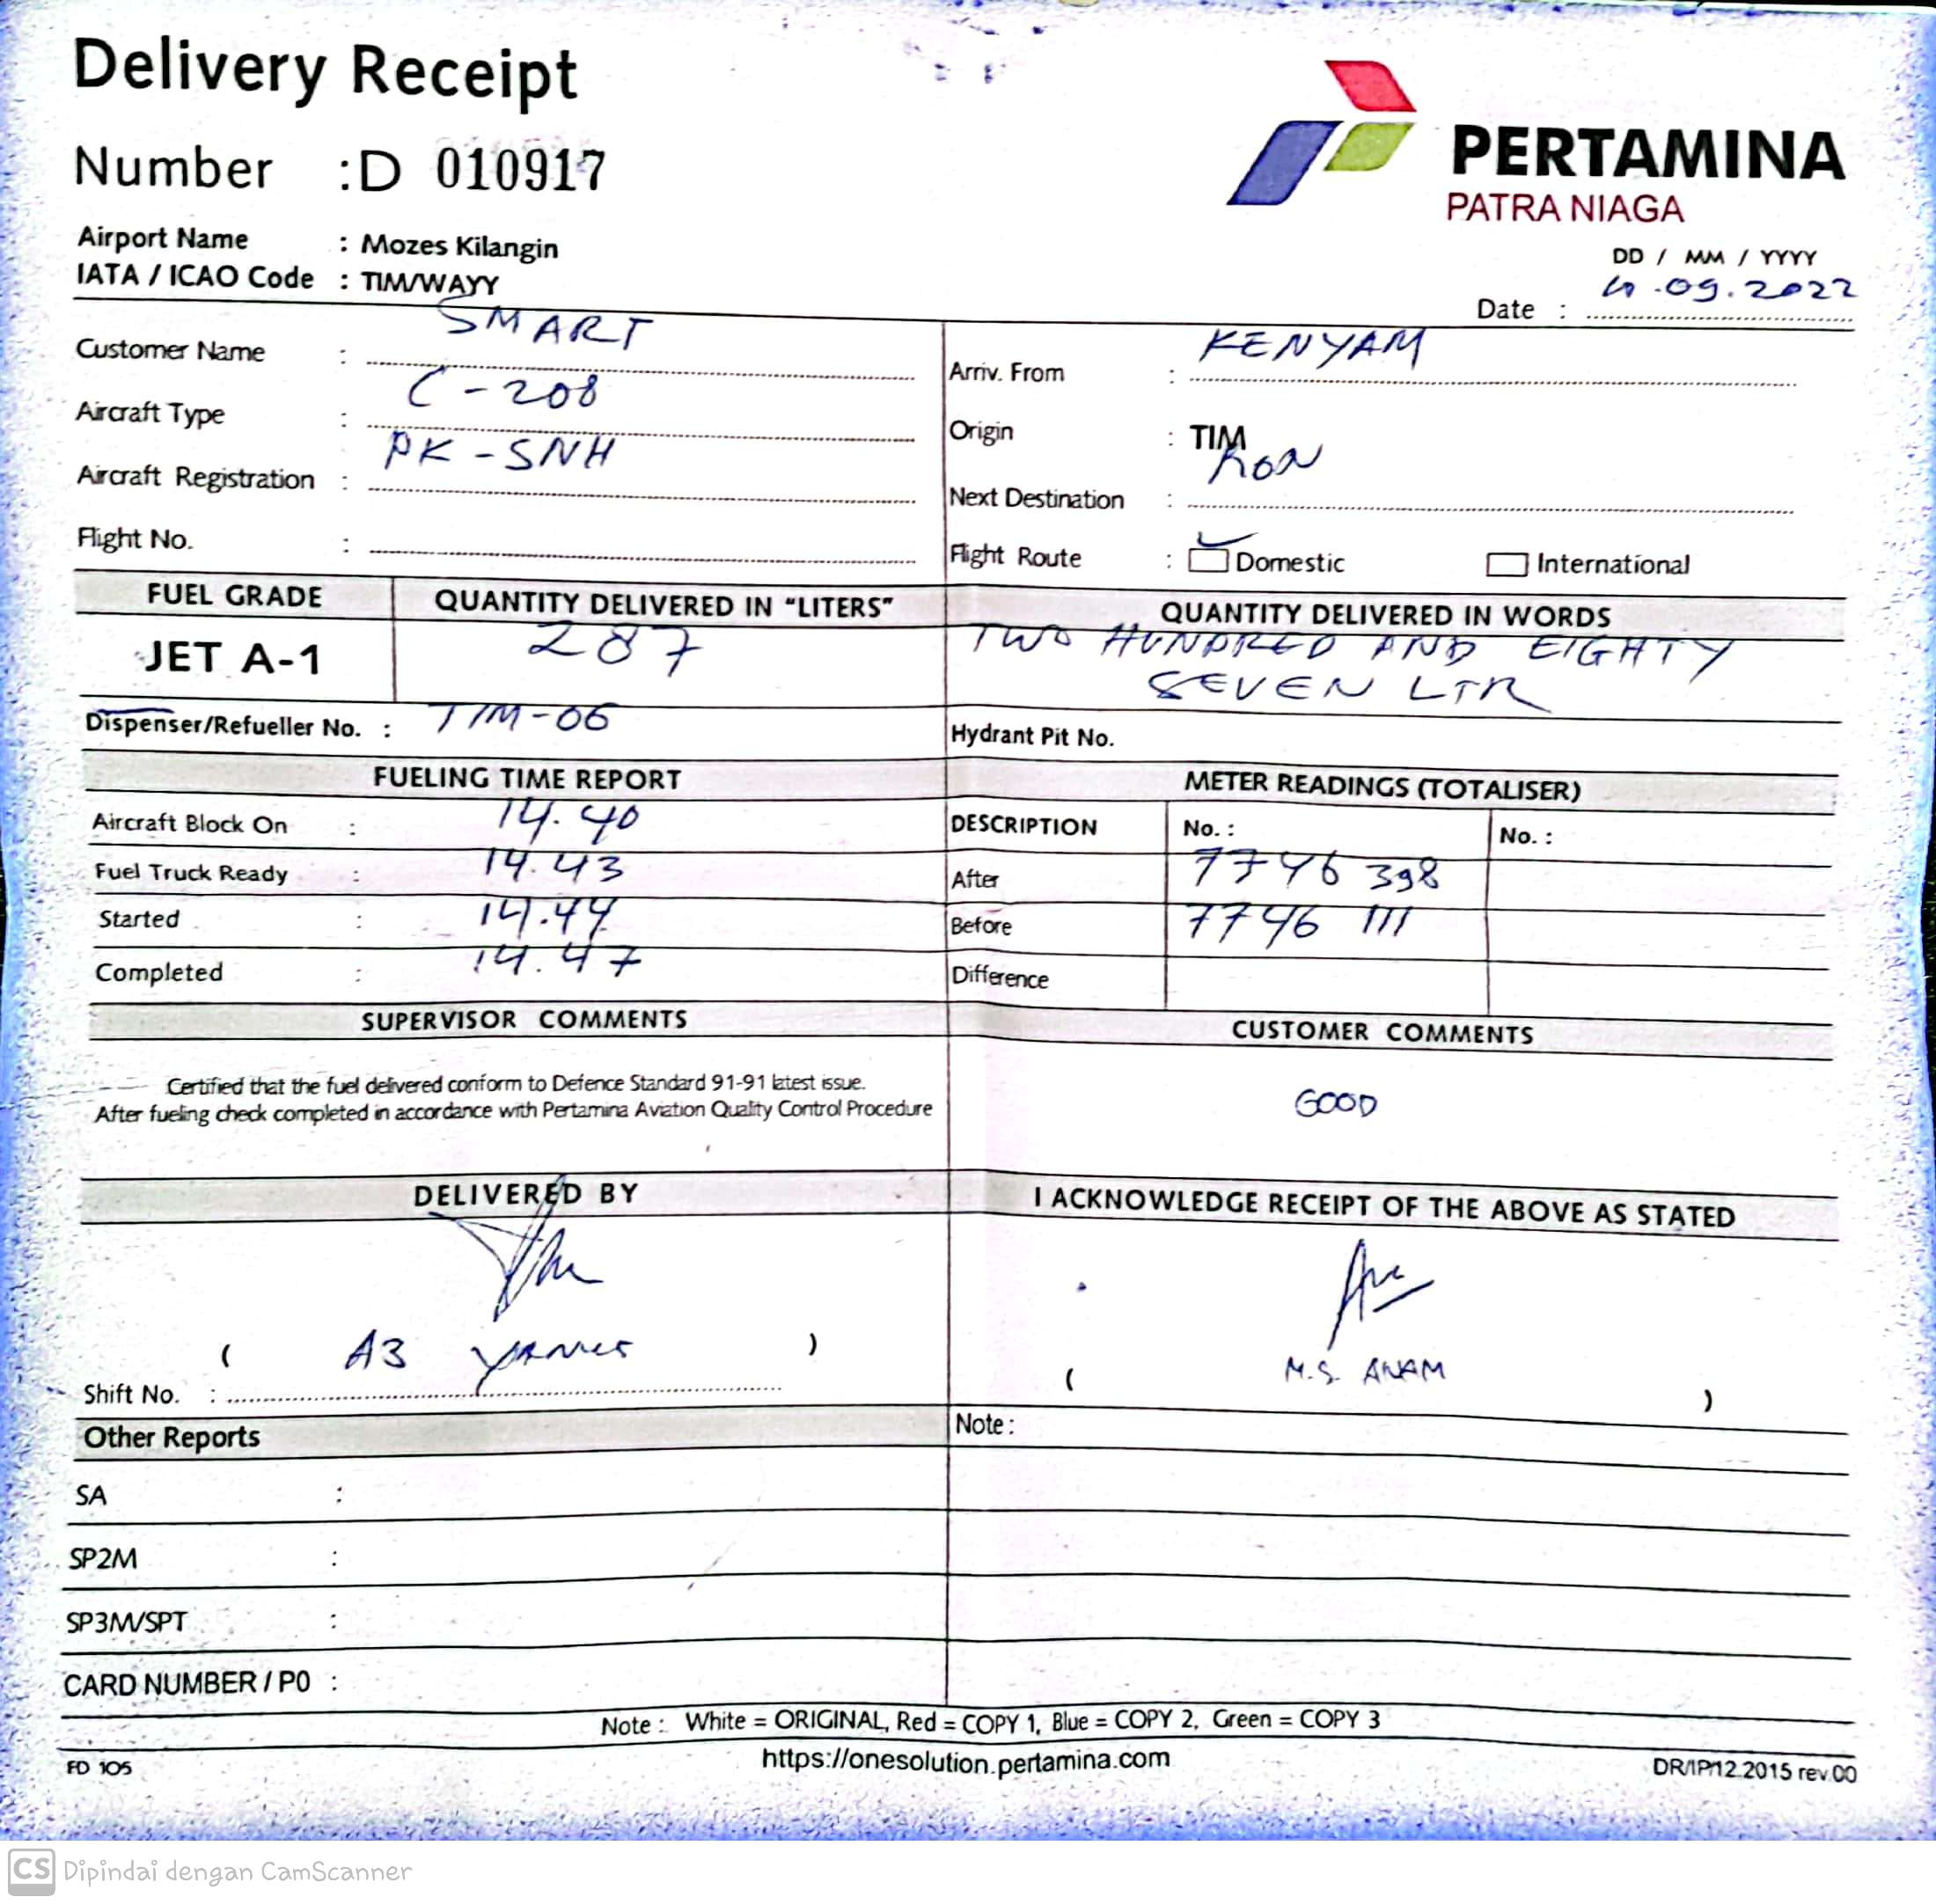 Delivery Receipt
Number : D 010917
PERTAMINA
PATRA NIAGA
Airport Name : Mozes Kilangin
IATA / ICAO Code : TIM/WAYY
DD / MM / YYYY
Date : .09.2022
Customer Name : SMART
Aircraft Type : C-208
Aircraft Registration : PK-SNH
Flight No. :
Arriv. From : KENYAM
Origin : TIM
Next Destination :
Flight Route : Domestic International
FUEL GRADE QUANTITY DELIVERED IN "LITERS" QUANTITY DELIVERED IN WORDS
JET A-1 287 TWO HUNDRED AND EIGHTY
SEVEN LTR
Dispenser/Refueller No. : TIM-06 Hydrant Pit No.
FUELING TIME REPORT METER READINGS (TOTALISER)
Aircraft Block On : 14.40 DESCRIPTION No. : No. :
Fuel Truck Ready : 14.43 After 7746 398
Started : 14.44 Before 7746 111
Completed : 14.47 Difference
SUPERVISOR COMMENTS CUSTOMER COMMENTS
Certified that the fuel delivered conform to Defence Standard 91-91 latest issue.
After fueling check completed in accordance with Pertamina Aviation Quality Control Procedure
GOOD
DELIVERED BY I ACKNOWLEDGE RECEIPT OF THE ABOVE AS STATED
( A3 )
( M.S. ANAM )
Shift No. :
Other Reports Note :
SA :
SP2M :
SP3M/SPT :
CARD NUMBER / P0 :
Note : White = ORIGINAL, Red = COPY 1, Blue = COPY 2, Green = COPY 3
https://onesolution.pertamina.com
FD 105 DR/IP/12.2015 rev.00
CS Dipindai dengan CamScanner